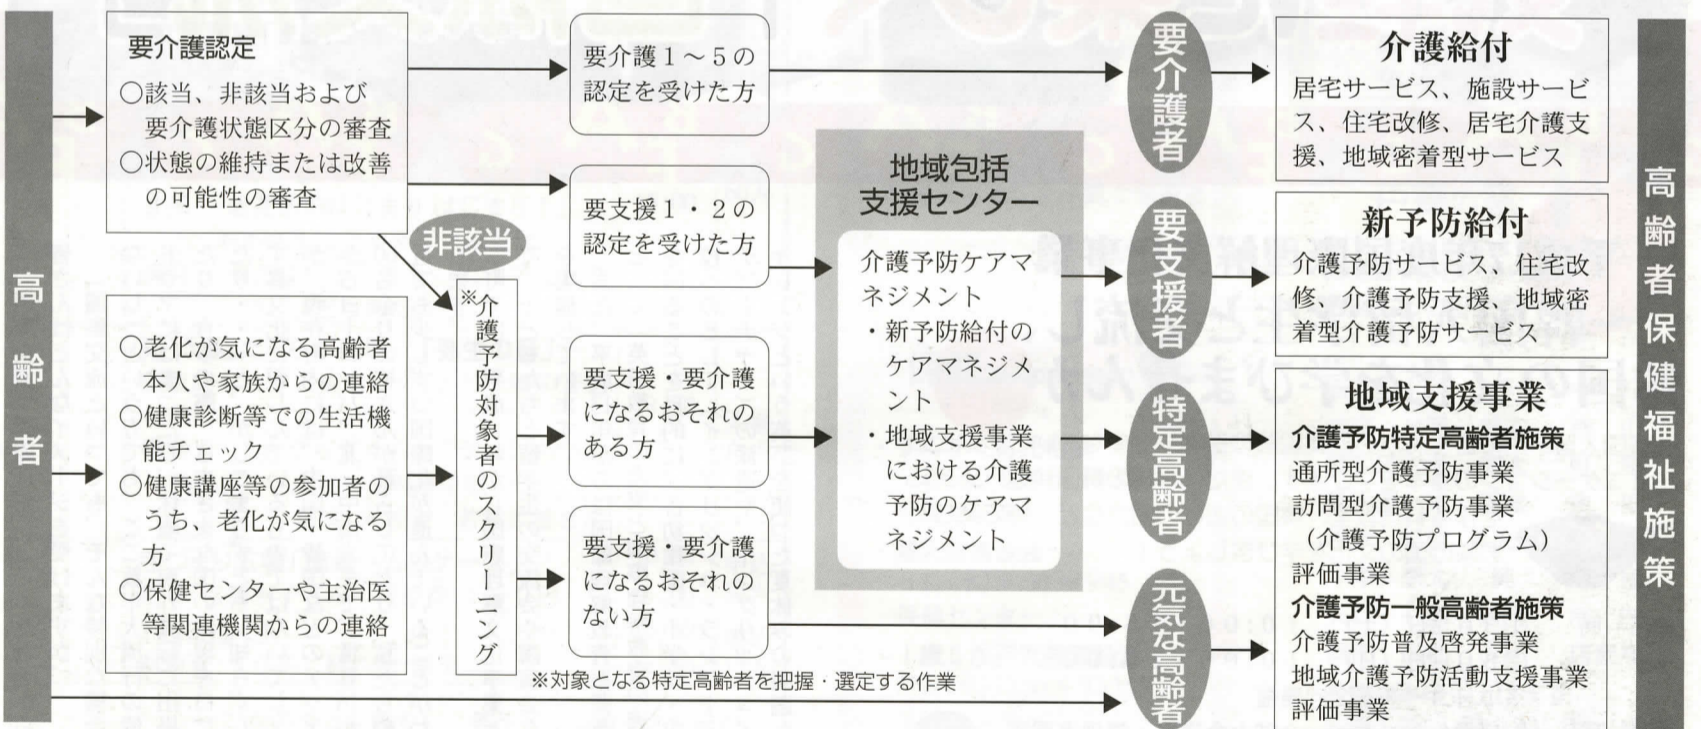 高齢者
要介護認定
○該当、非該当および
要介護状態区分の審査
○状態の維持または改善
の可能性の審査
○老化が気になる高齢者
本人や家族からの連絡
○健康診断等での生活機
能チェック
○健康講座等の参加者の
うち、老化が気になる
方
○保健センターや主治医
等関連機関からの連絡
非該当
※介護予防対象者のスクリーニング
要介護1～5の
認定を受けた方
要支援1・2の
認定を受けた方
要支援・要介護
になるおそれの
ある方
要支援・要介護
になるおそれの
ない方
※対象となる特定高齢者を把握・選定する作業
地域包括
支援センター
介護予防ケアマ
ネジメント
・新予防給付の
ケアマネジメ
ント
・地域支援事業
における介護
予防のケアマ
ネジメント
要介護者
要支援者
特定高齢者
元気な高齢者
介護給付
居宅サービス、施設サービ
ス、住宅改修、居宅介護支
援、地域密着型サービス
新予防給付
介護予防サービス、住宅改
修、介護予防支援、地域密
着型介護予防サービス
地域支援事業
介護予防特定高齢者施策
通所型介護予防事業
訪問型介護予防事業
（介護予防プログラム）
評価事業
介護予防一般高齢者施策
介護予防普及啓発事業
地域介護予防活動支援事業
評価事業
高齢者保健福祉施策